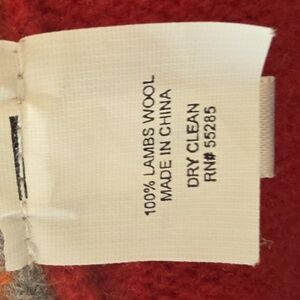 100% LAMBS WOOL
MADE IN CHINA
DRY CLEAN
RN# 55285